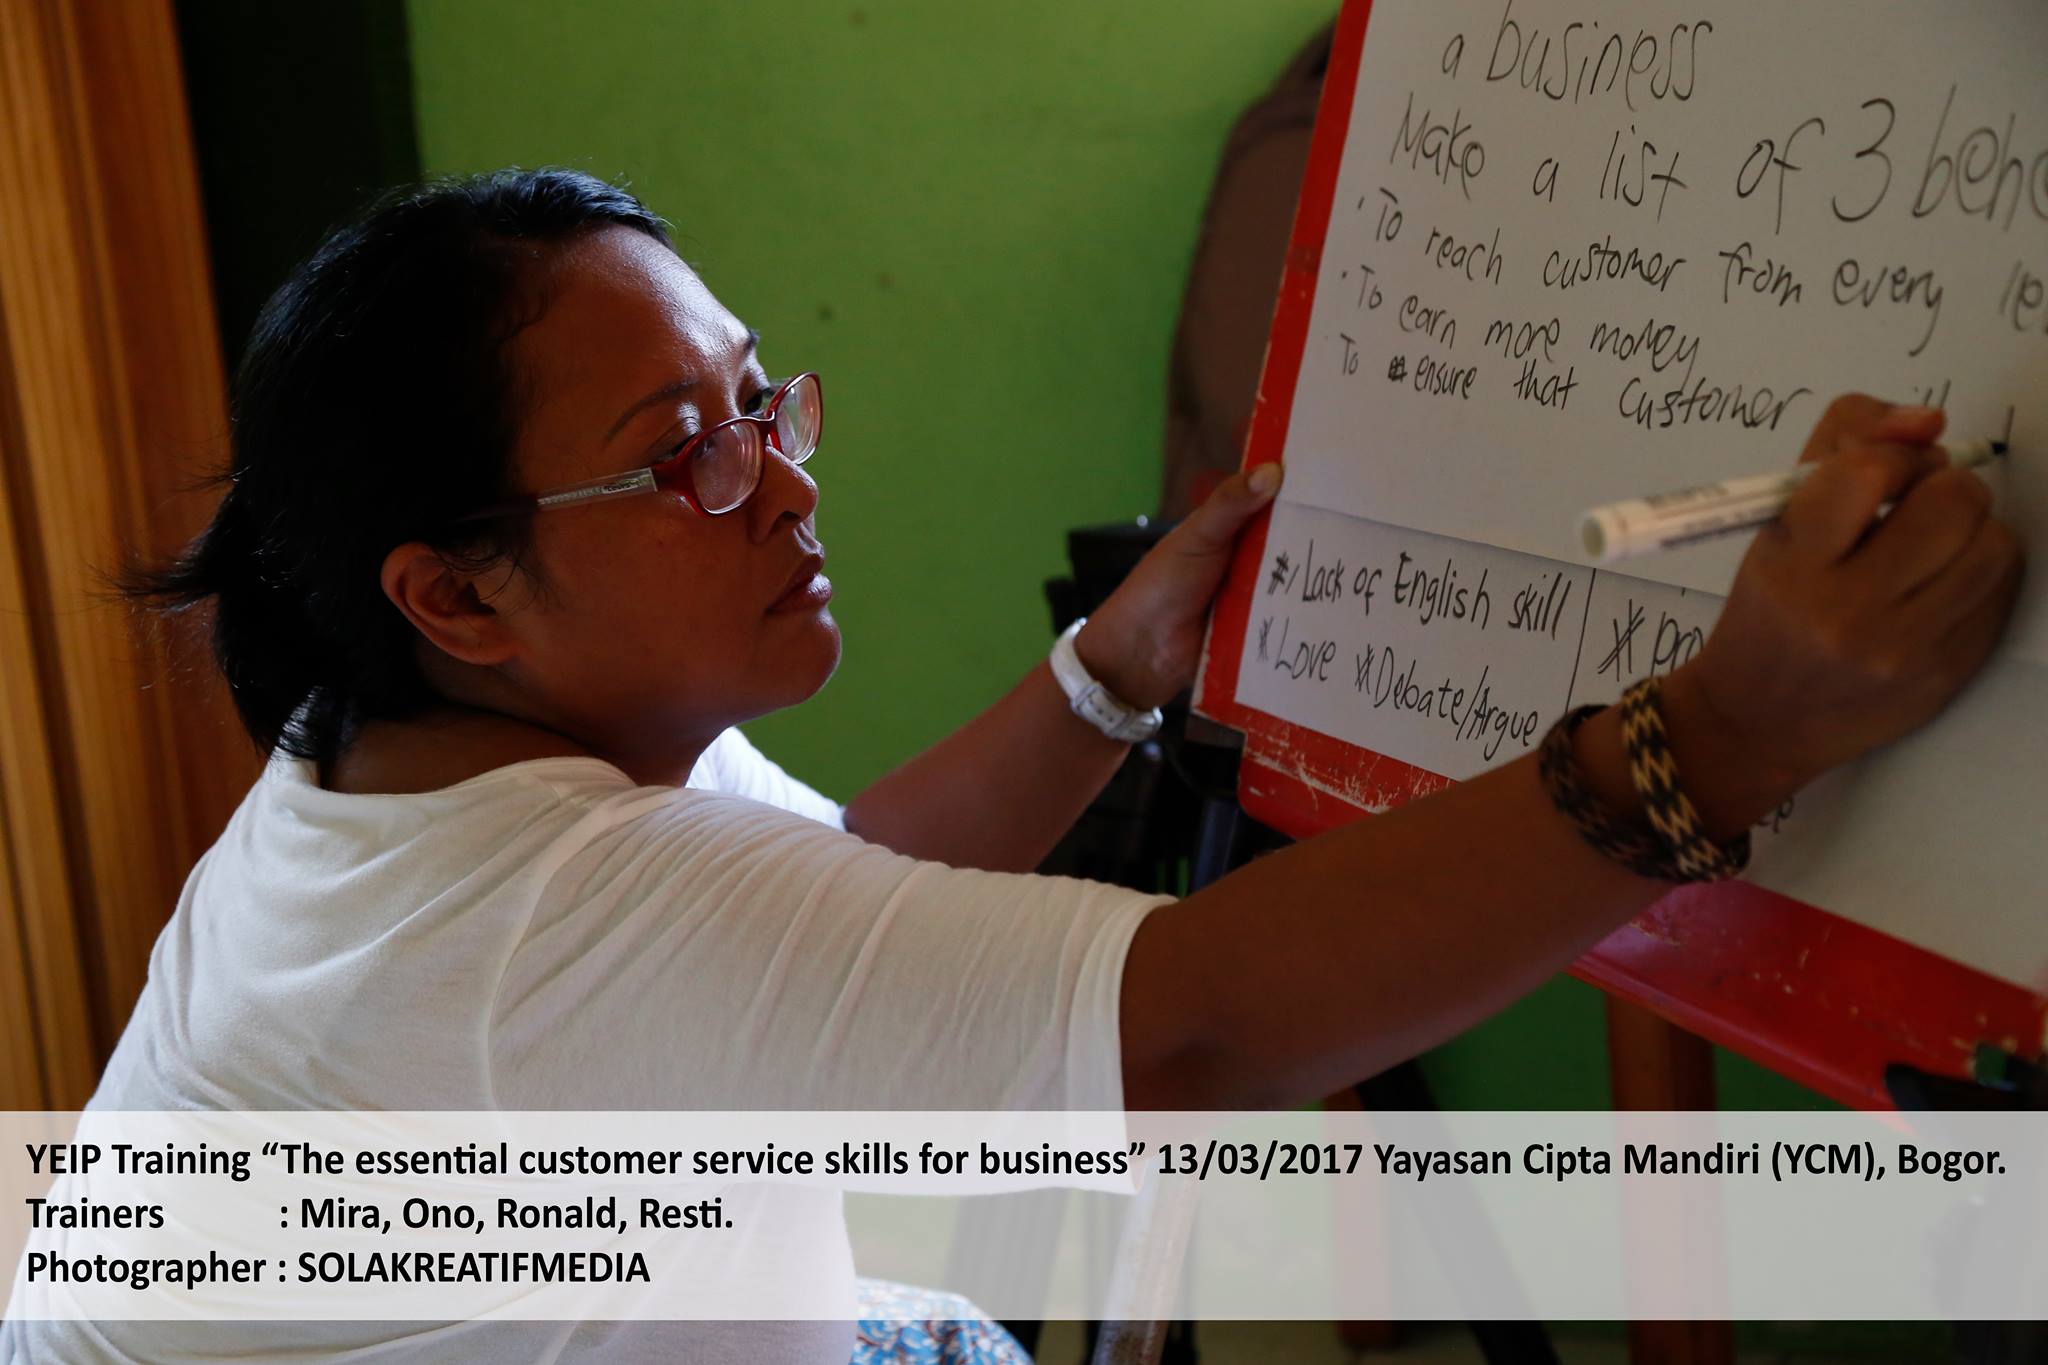 a business
Make a list of 3
To reach customer from every
To earn more money
To ensure that customer
Lack of English skill
Love * Debate/Argue
YEIP Training “The essential customer service skills for business” 13/03/2017 Yayasan Cipta Mandiri (YCM), Bogor.
Trainers : Mira, Ono, Ronald, Resti.
Photographer : SOLAKREATIFMEDIA